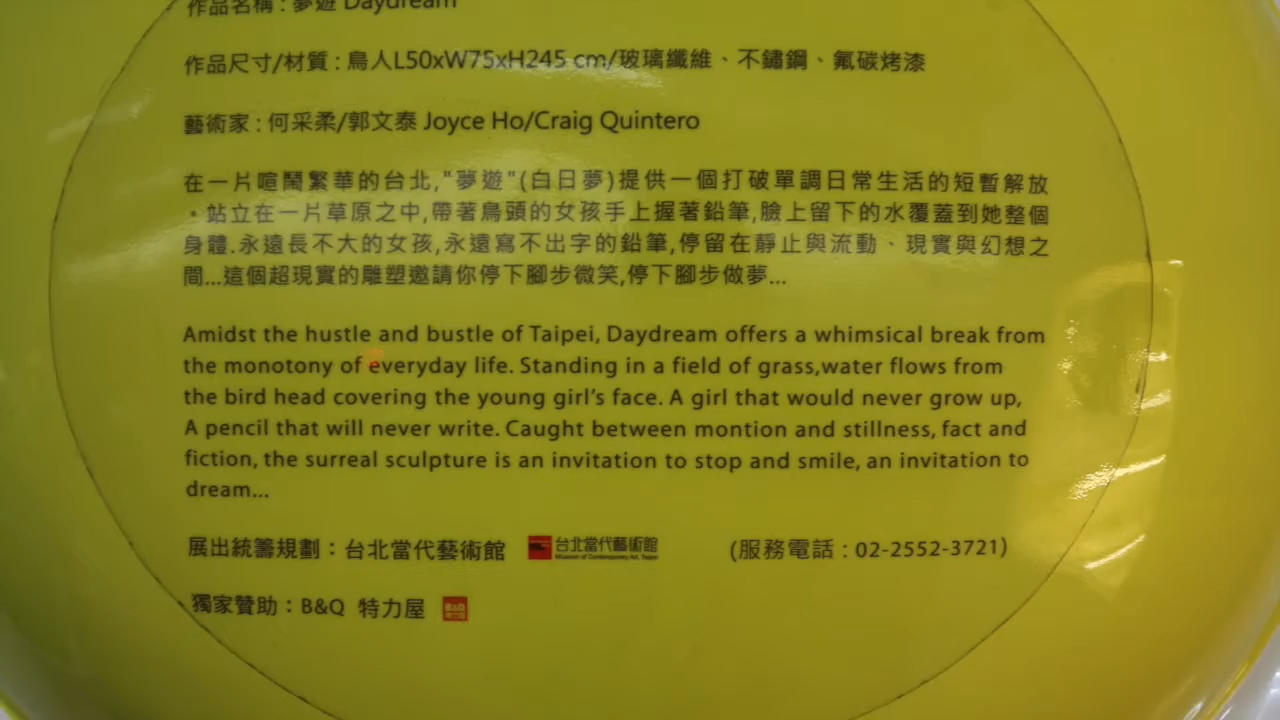 作品名稱 : 夢遊 Daydream
作品尺寸/材質 : 鳥人L50xW75xH245 cm/玻璃纖維、不鏽鋼、氟碳烤漆
藝術家 : 何采柔/郭文泰 Joyce Ho/Craig Quintero
在一片喧鬧繁華的台北,"夢遊"(白日夢)提供一個打破單調日常生活的短暫解放
。站立在一片草原之中,帶著鳥頭的女孩手上握著鉛筆,臉上留下的水覆蓋到她整個
身體.永遠長不大的女孩,永遠寫不出字的鉛筆,停留在靜止與流動、現實與幻想之
間...這個超現實的雕塑邀請你停下腳步微笑,停下腳步做夢...
Amidst the hustle and bustle of Taipei, Daydream offers a whimsical break from
the monotony of everyday life. Standing in a field of grass,water flows from
the bird head covering the young girl's face. A girl that would never grow up,
A pencil that will never write. Caught between montion and stillness, fact and
fiction, the surreal sculpture is an invitation to stop and smile, an invitation to
dream...
展出統籌規劃：台北當代藝術館 台北當代藝術館 (服務電話 : 02-2552-3721)
Museum of Contemporary Art, Taipei
獨家贊助：B&Q 特力屋 B&Q